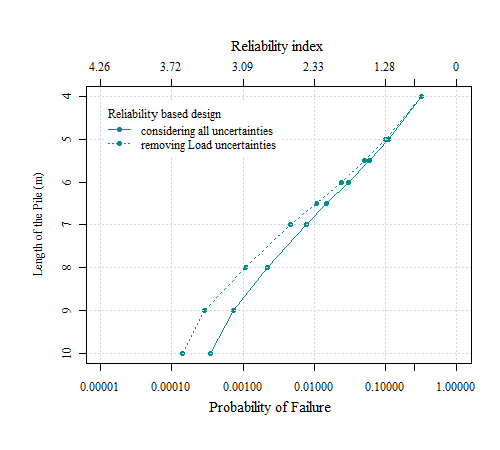 Reliability index
4.26 3.72 3.09 2.33 1.28 0
Reliability based design
considering all uncertainties
removing Load uncertainties
Length of the Pile (m)
4
5
6
7
8
9
10
0.00001 0.00010 0.00100 0.01000 0.10000 1.00000
Probability of Failure